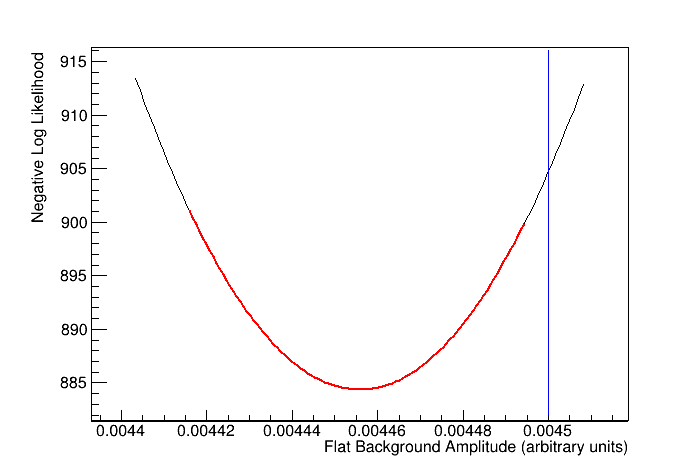 Negative Log Likelihood
915
910
905
900
895
890
885
0.0044 0.00442 0.00444 0.00446 0.00448 0.0045
Flat Background Amplitude (arbitrary units)